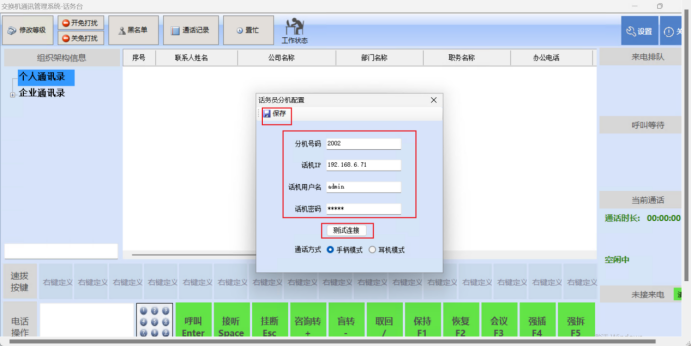 交换机通讯管理系统-话务台
修改等级
开免打扰
关免打扰
黑名单
通话记录
置忙
工作状态
设置
关
组织架构信息
个人通讯录
企业通讯录
序号 联系人姓名 公司名称 部门名称 职务名称 办公电话
来电排队
呼叫等待
当前通话
通话时长: 00:00:00
空闲中
未接来电
话务员分机配置
保存
分机号码 2002
话机IP 192.168.6.71
话机用户名 admin
话机密码 *****
测试连接
通话方式 手柄模式 耳机模式
速拨按键
右键定义 右键定义 右键定义 右键定义 右键定义 右键定义 右键定义 右键定义 右键定义 右键定义 右键定义 右键定义 右键定义 右键定义 右键定义 右键定义
电话操作
呼叫 Enter
接听 Space
挂断 Esc
咨询转 +
盲转 -
取回 /
保持 F1
恢复 F2
会议 F3
强插 F4
强拆 F5